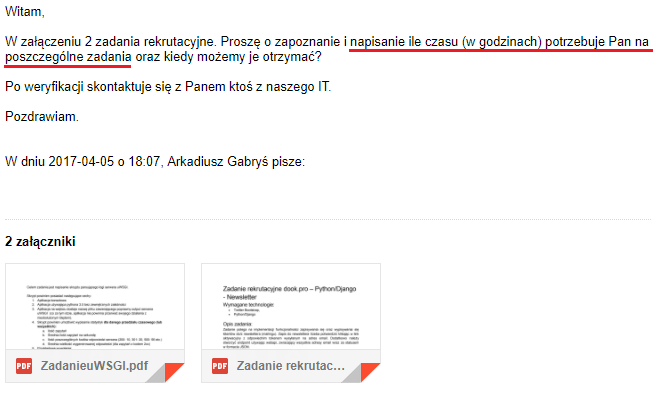 Witam,
W załączeniu 2 zadania rekrutacyjne. Proszę o zapoznanie i napisanie ile czasu (w godzinach) potrzebuje Pan na
poszczególne zadania oraz kiedy możemy je otrzymać?
Po weryfikacji skontaktuje się z Panem ktoś z naszego IT.
Pozdrawiam.
W dniu 2017-04-05 o 18:07, Arkadiusz Gabryś pisze:
2 załączniki
Zadanie rekrutacyjne dook.pro – Python/Django
- Newsletter
Wymagane technologie:
Twitter Bootstrap,
Python/Django
Opis zadania
PDF ZadanieuWSGI.pdf
PDF Zadanie rekrutac...